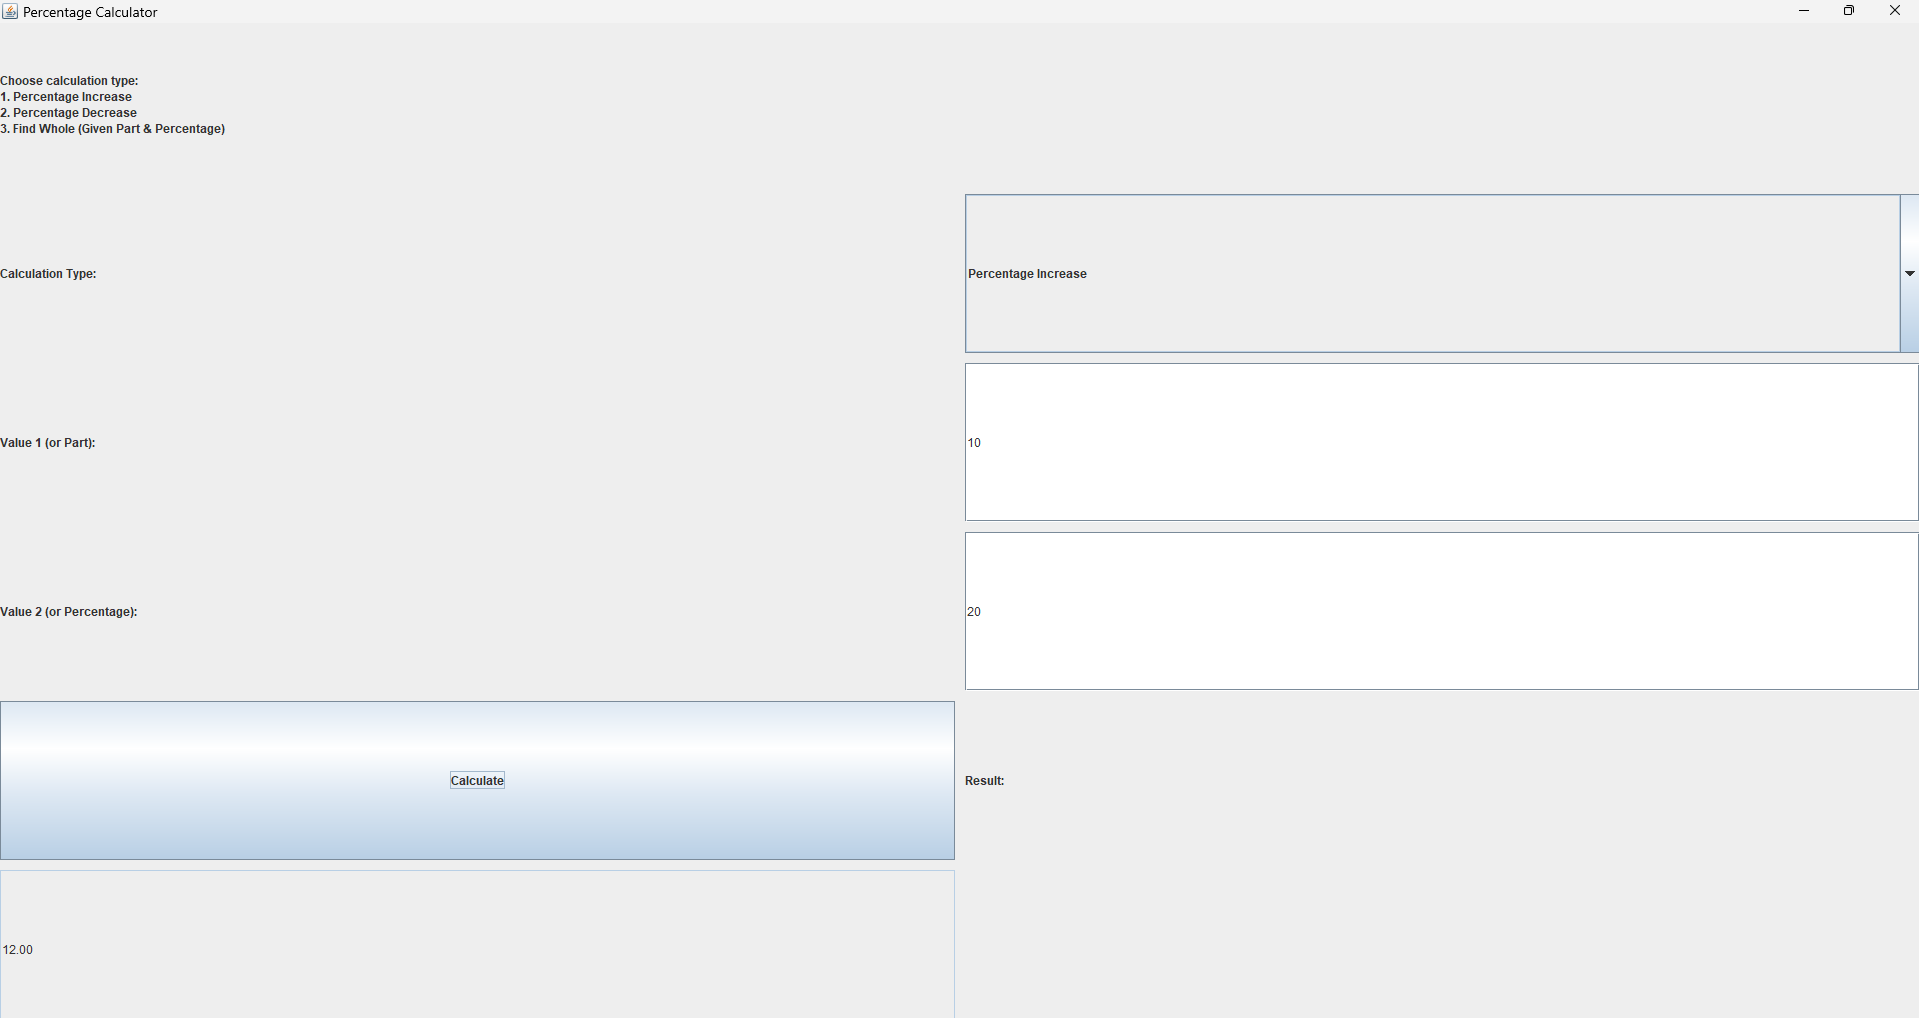 Percentage Calculator
Choose calculation type:
1. Percentage Increase
2. Percentage Decrease
3. Find Whole (Given Part & Percentage)
Calculation Type:
Percentage Increase
Value 1 (or Part):
10
Value 2 (or Percentage):
20
Calculate
Result:
12.00